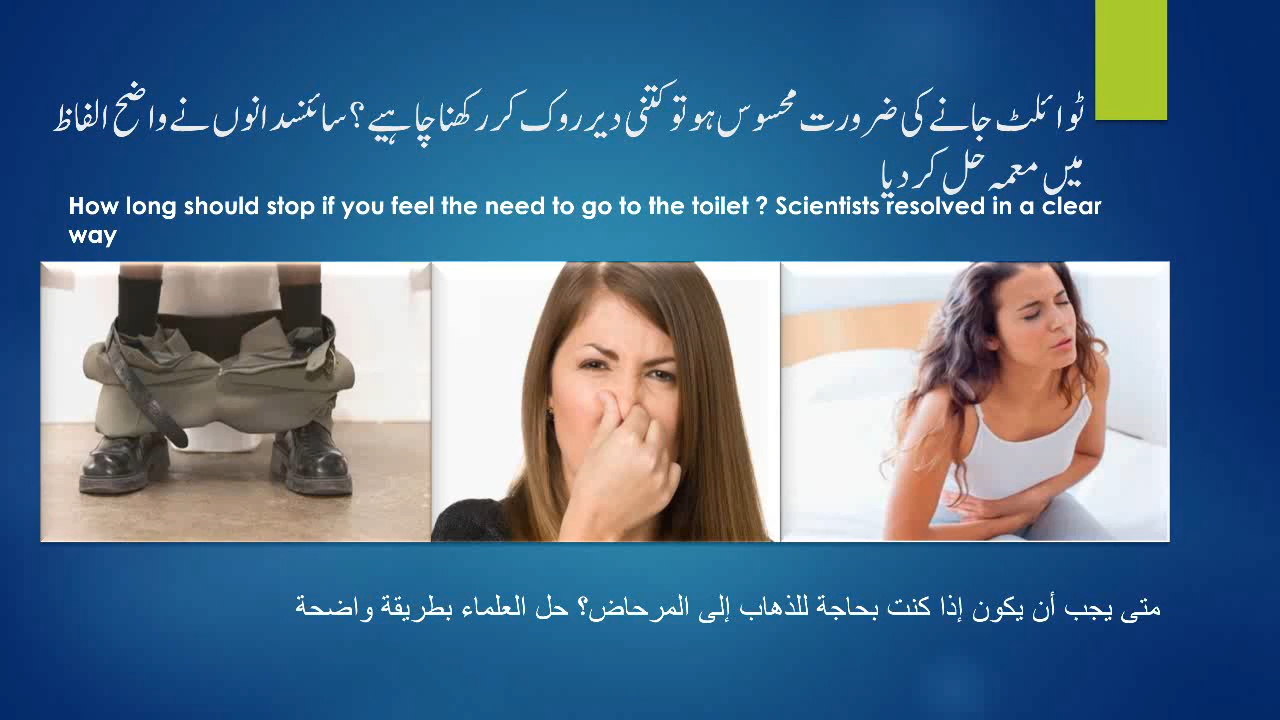 ٹوائلٹ جانے کی ضرورت محسوس ہو تو کتنی دیر روک کر رکھنا چاہیے ؟ سائنسدانوں نے واضح الفاظ
میں معمہ حل کر دیا
How long should stop if you feel the need to go to the toilet ? Scientists resolved in a clear
way
متى يجب أن يكون إذا كنت بحاجة للذهاب إلى المرحاض؟ حل العلماء بطريقة واضحة